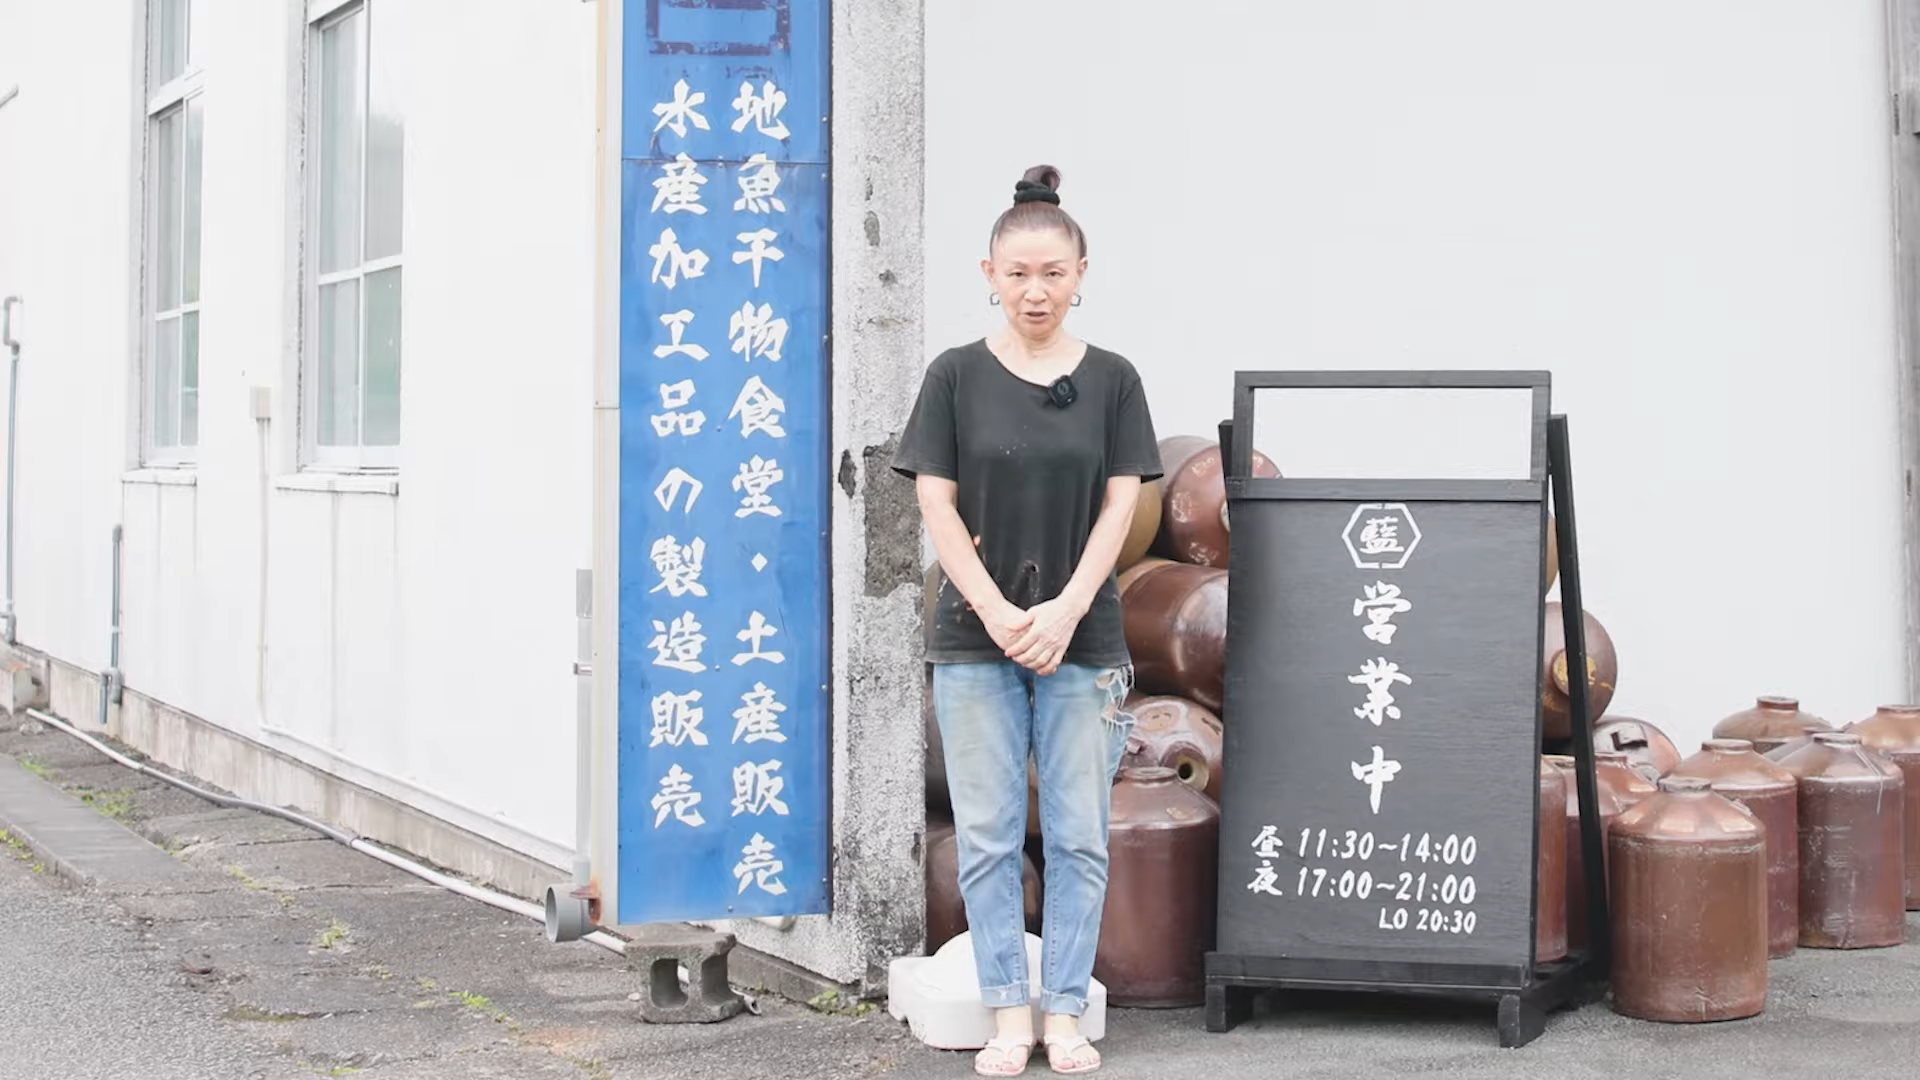 地魚干物食堂・土産販売
水産加工品の製造販売
藍
営業中
昼 11:30~14:00
夜 17:00~21:00
LO 20:30